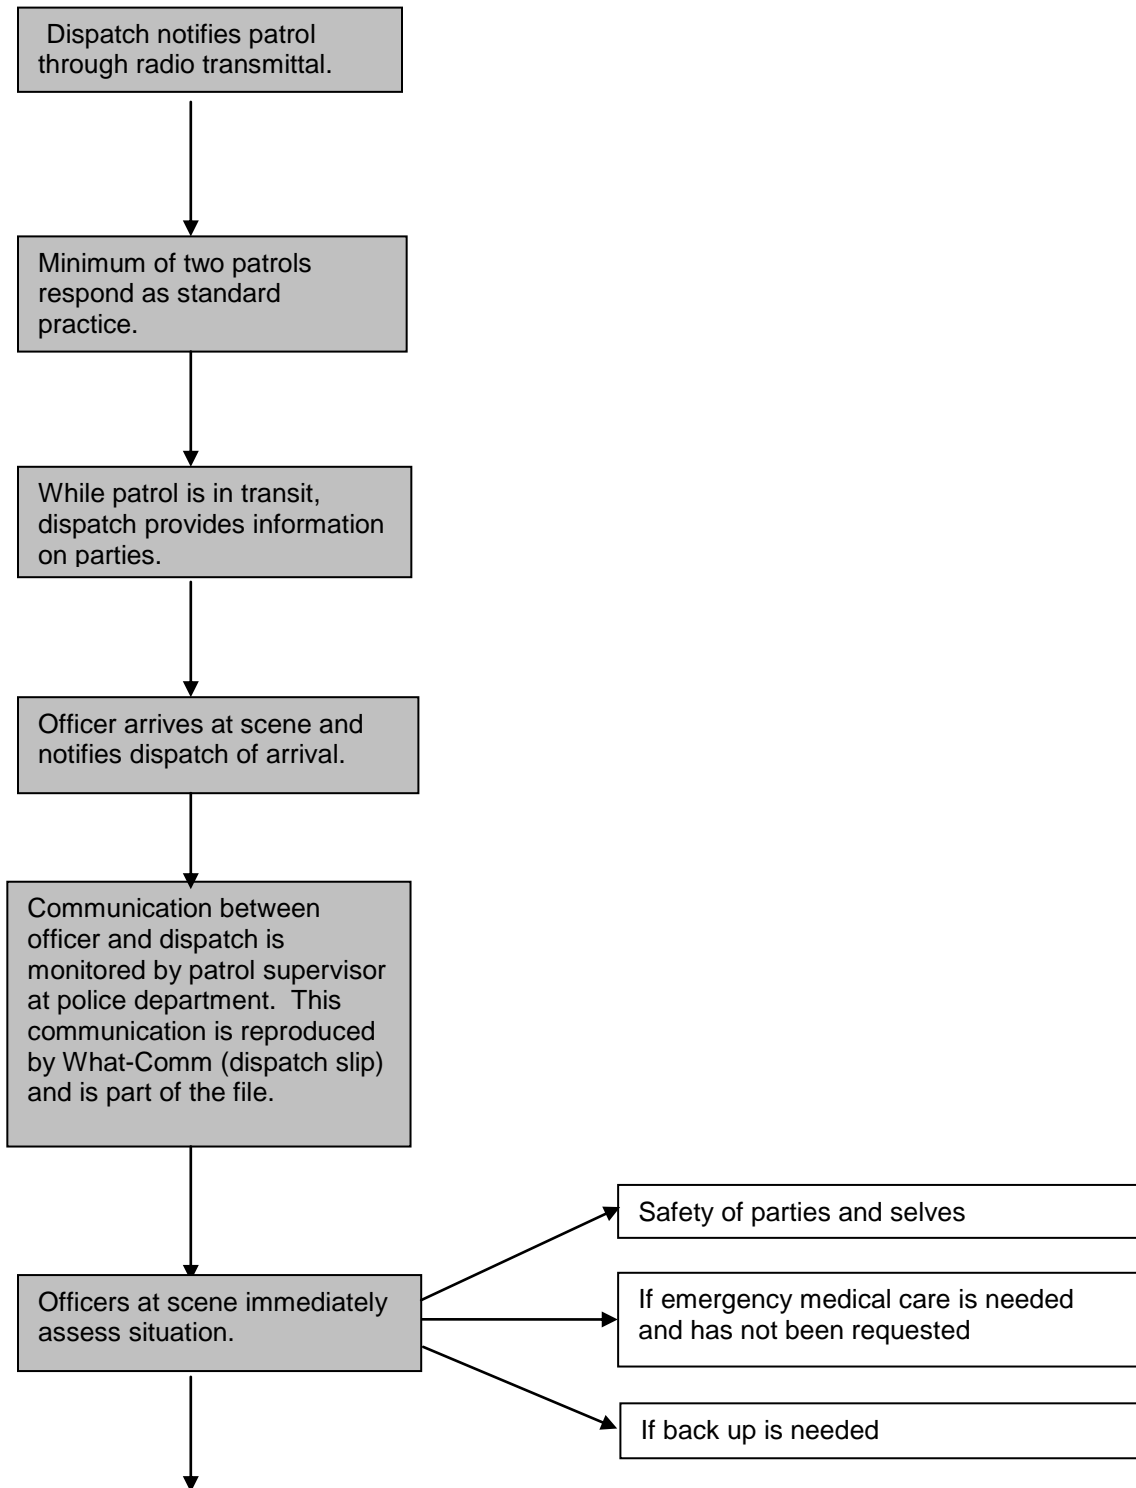 Dispatch notifies patrol
through radio transmittal.
Minimum of two patrols
respond as standard
practice.
While patrol is in transit,
dispatch provides information
on parties.
Officer arrives at scene and
notifies dispatch of arrival.
Communication between
officer and dispatch is
monitored by patrol supervisor
at police department.  This
communication is reproduced
by What-Comm (dispatch slip)
and is part of the file.
Officers at scene immediately
assess situation.
Safety of parties and selves
If emergency medical care is needed
and has not been requested
If back up is needed